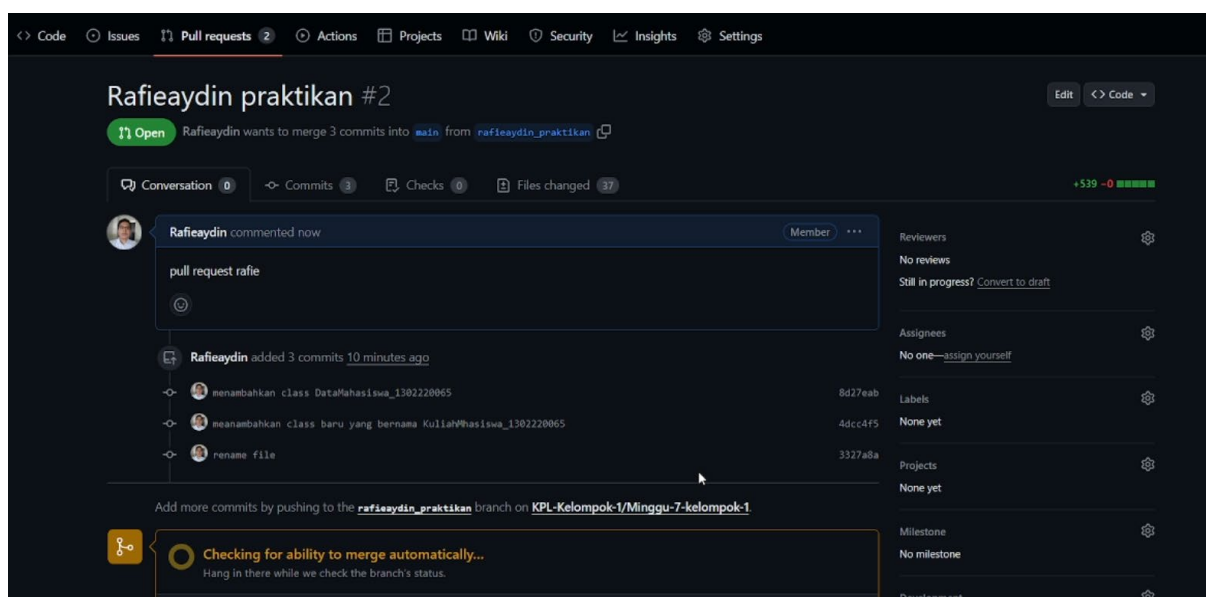 Code Issues Pull requests 2 Actions Projects Wiki Security Insights Settings
Rafieaydin praktikan #2
Edit <> Code
Open Rafieaydin wants to merge 3 commits into main from rafieaydin_praktikan
Conversation 0 Commits 3 Checks 0 Files changed 37
+539 −0
Rafieaydin commented now
Member ...
pull request rafie
Rafieaydin added 3 commits 10 minutes ago
menambahkan class DataMahasiswa_1302220065 8d27eab
meanambahkan class baru yang bernama KuliahMhasiswa_1302220065 4dcc4f5
rename file 3327a8a
Add more commits by pushing to the rafieaydin_praktikan branch on KPL-Kelompok-1/Minggu-7-kelompok-1.
Checking for ability to merge automatically...
Hang in there while we check the branch's status.
Reviewers
No reviews
Still in progress? Convert to draft
Assignees
No one—assign yourself
Labels
None yet
Projects
None yet
Milestone
No milestone
Development